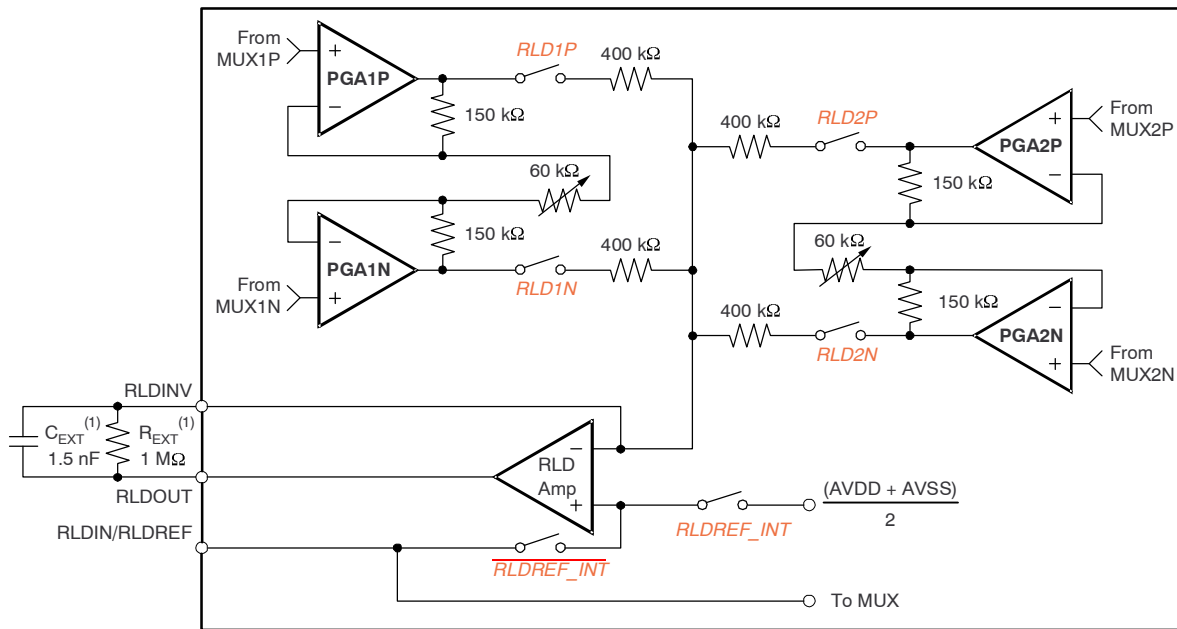 From
MUX1P
+
PGA1P
−
RLD1P
400 kΩ
150 kΩ
60 kΩ
150 kΩ
−
PGA1N
+
From
MUX1N
RLD1N
400 kΩ
400 kΩ
RLD2P
+
PGA2P
−
From
MUX2P
150 kΩ
60 kΩ
150 kΩ
400 kΩ
RLD2N
−
PGA2N
+
From
MUX2N
RLDINV
C_EXT (1)
1.5 nF
R_EXT (1)
1 MΩ
RLDOUT
RLDIN/RLDREF
−
RLD
Amp
+
RLDREF_INT
(AVDD + AVSS)
2
RLDREF_INT
To MUX